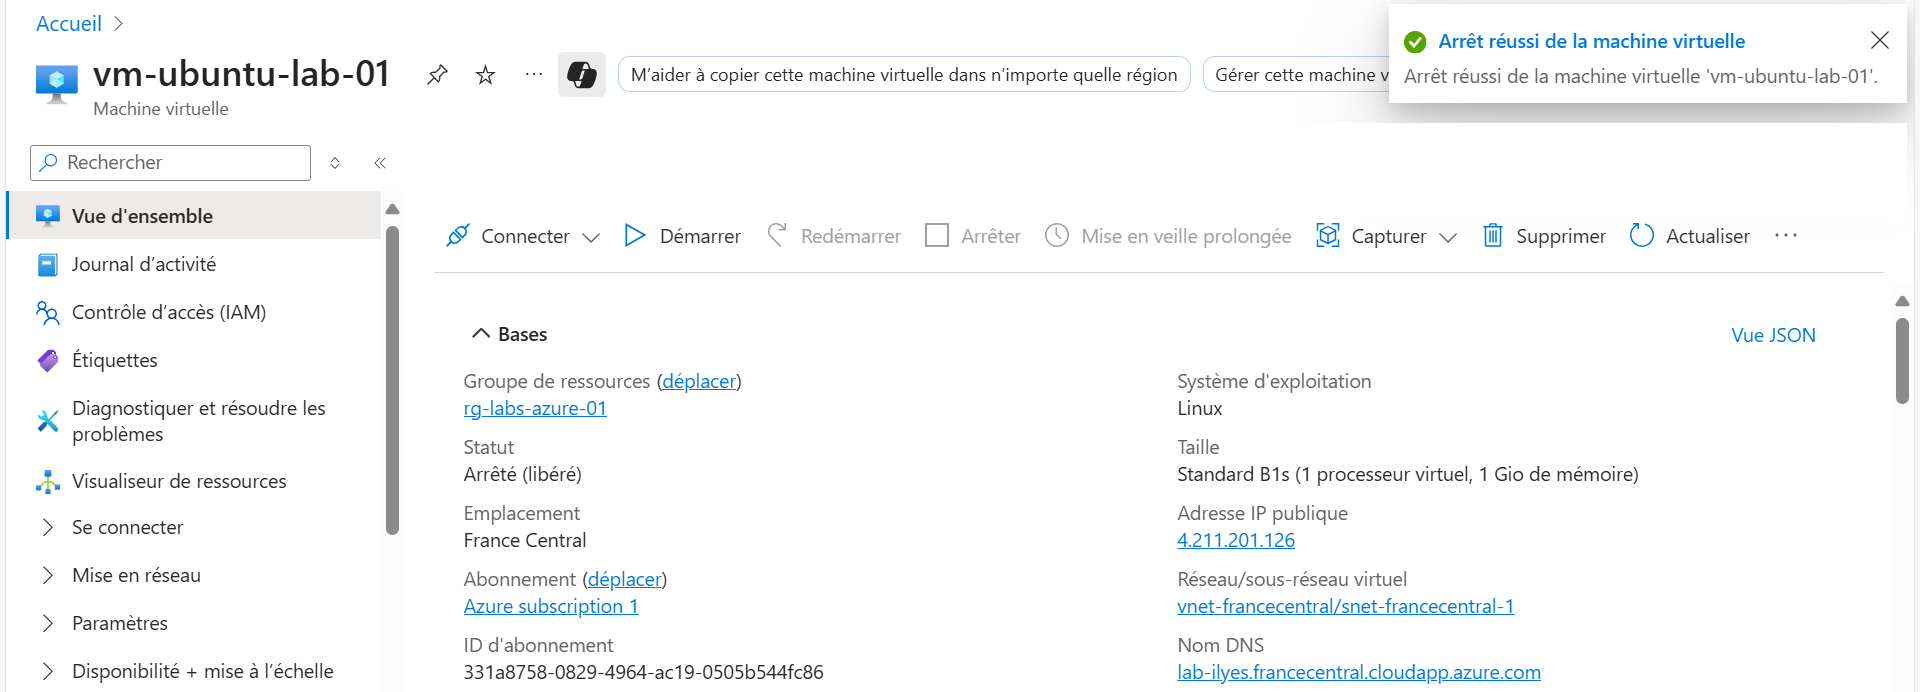 Accueil
vm-ubuntu-lab-01
Machine virtuelle
M’aider à copier cette machine virtuelle dans n’importe quelle région
Gérer cette machine v
Arrêt réussi de la machine virtuelle
Arrêt réussi de la machine virtuelle 'vm-ubuntu-lab-01'.
Rechercher
Vue d'ensemble
Journal d’activité
Contrôle d’accès (IAM)
Étiquettes
Diagnostiquer et résoudre les
problèmes
Visualiseur de ressources
Se connecter
Mise en réseau
Paramètres
Disponibilité + mise à l’échelle
Connecter
Démarrer
Redémarrer
Arrêter
Mise en veille prolongée
Capturer
Supprimer
Actualiser
Bases
Vue JSON
Groupe de ressources (déplacer)
rg-labs-azure-01
Statut
Arrêté (libéré)
Emplacement
France Central
Abonnement (déplacer)
Azure subscription 1
ID d'abonnement
331a8758-0829-4964-ac19-0505b544fc86
Système d'exploitation
Linux
Taille
Standard B1s (1 processeur virtuel, 1 Gio de mémoire)
Adresse IP publique
4.211.201.126
Réseau/sous-réseau virtuel
vnet-francecentral/snet-francecentral-1
Nom DNS
lab-ilyes.francecentral.cloudapp.azure.com